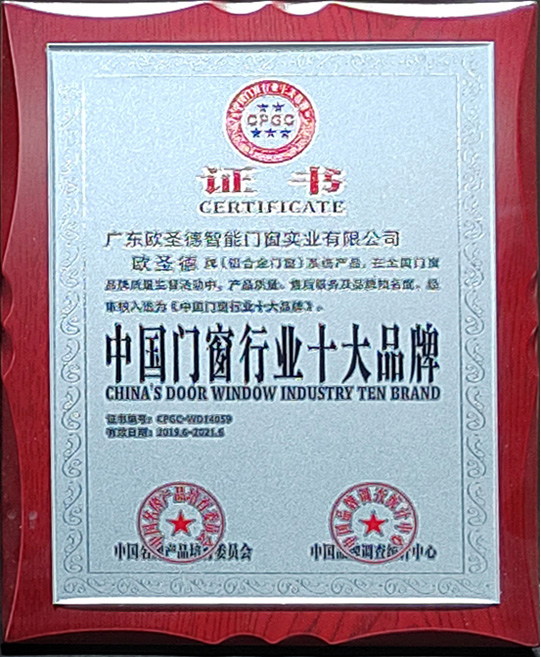 CPGC
证书
CERTIFICATE
广东欧圣德智能门窗实业有限公司
欧圣德 牌(铝合金门窗)系统产品,在全国门窗
品牌质量监督活动中,产品质量、售后服务及品牌知名度,经
审核入选为《中国门窗行业十大品牌》。
中国门窗行业十大品牌
CHINA'S DOOR WINDOW INDUSTRY TEN BRAND
证书编号:CPGC-WD14059
有效日期:2019.6-2021.6
中国名牌产品培育委员会
中国品牌调查统计中心